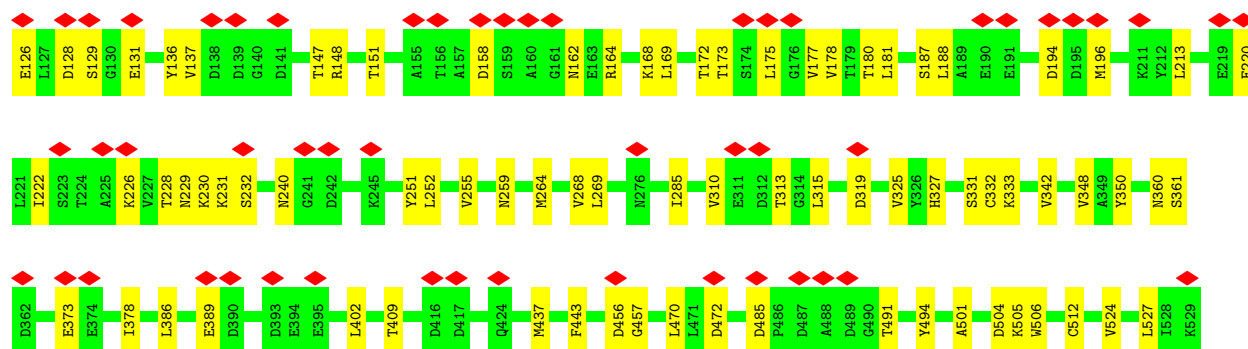 E126 L127 D128 S129 G130 E131 Y136 V137 D138 D139 G140 D141 T147 R148 T151 A155 T156 A157 D158 S159 A160 G161 N162 E163 R164 K168 L169 T172 T173 S174 L175 G176 V177 V178 T179 T180 L181 S187 L188 A189 E190 E191 D194 D195 M196 K211 Y212 L213 E219 E220
L221 I222 S223 T224 A225 K226 V227 T228 N229 K230 K231 S232 N240 G241 D242 K245 Y251 L252 V255 N259 M264 V268 L269 N276 I285 V310 E311 D312 T313 G314 L315 D319 V325 Y326 H327 S331 C332 K333 V342 V348 A349 Y350 N360 S361
D362 E373 E374 I378 L386 E389 D390 D393 E394 E395 L402 T409 D416 D417 Q424 M437 F443 D456 G457 L470 L471 D472 D485 P486 D487 A488 D489 G490 T491 Y494 A501 D504 K505 W506 C512 V524 L527 I528 K529